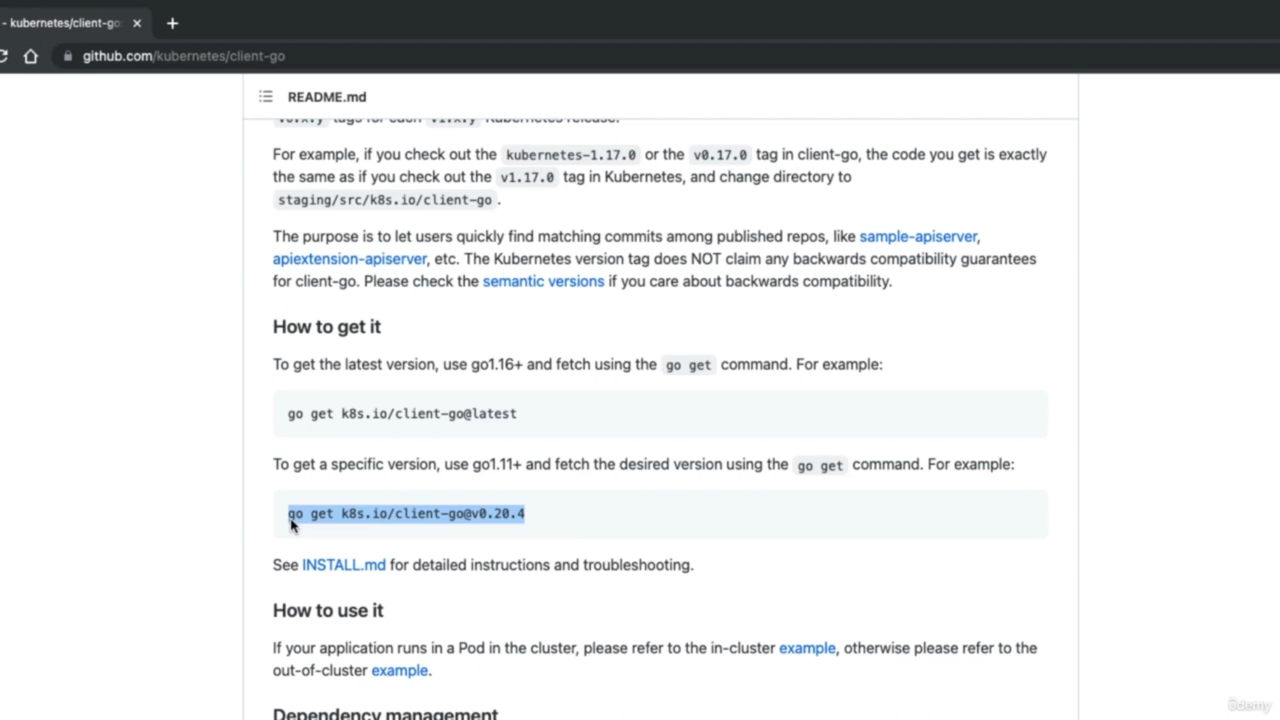 - kubernetes/client-go
github.com/kubernetes/client-go
README.md
v0.x.y tags for each v1.x.y Kubernetes release.
For example, if you check out the kubernetes-1.17.0 or the v0.17.0 tag in client-go, the code you get is exactly
the same as if you check out the v1.17.0 tag in Kubernetes, and change directory to
staging/src/k8s.io/client-go .
The purpose is to let users quickly find matching commits among published repos, like sample-apiserver,
apiextension-apiserver, etc. The Kubernetes version tag does NOT claim any backwards compatibility guarantees
for client-go. Please check the semantic versions if you care about backwards compatibility.
How to get it
To get the latest version, use go1.16+ and fetch using the go get command. For example:
go get k8s.io/client-go@latest
To get a specific version, use go1.11+ and fetch the desired version using the go get command. For example:
go get k8s.io/client-go@v0.20.4
See INSTALL.md for detailed instructions and troubleshooting.
How to use it
If your application runs in a Pod in the cluster, please refer to the in-cluster example, otherwise please refer to the
out-of-cluster example.
Dependency management
ûdemy